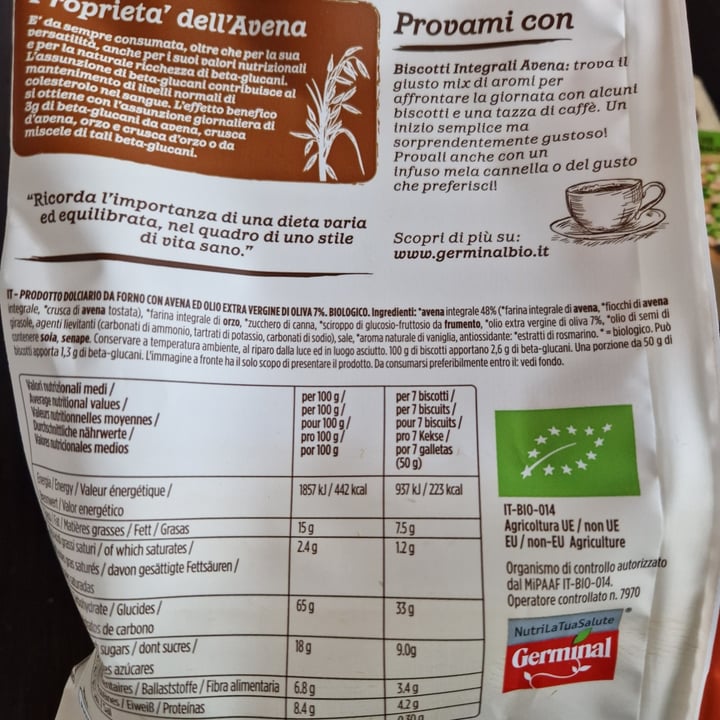 Proprieta' dell'Avena
E' da sempre consumata, oltre che per la sua
versatilità, anche per i suoi valori nutrizionali
e per la naturale ricchezza di beta-glucani.
L'assunzione di beta-glucani contribuisce al
mantenimento di livelli normali di
colesterolo nel sangue. L'effetto benefico
si ottiene con l'assunzione giornaliera di
3g di beta-glucani da avena, crusca
d'avena, orzo e crusca d'orzo o da
miscele di tali beta-glucani.
"Ricorda l'importanza di una dieta varia
ed equilibrata, nel quadro di uno stile
di vita sano."
Provami con
Biscotti Integrali Avena: trova il
giusto mix di aromi per
affrontare la giornata con alcuni
biscotti e una tazza di caffè. Un
inizio semplice ma
sorprendentemente gustoso!
Provali anche con un
infuso mela cannella o del gusto
che preferisci!
Scopri di più su:
www.germinalbio.it
IT - PRODOTTO DOLCIARIO DA FORNO CON AVENA ED OLIO EXTRA VERGINE DI OLIVA 7%. BIOLOGICO. Ingredienti: *avena integrale 48% (*farina integrale di avena, *fiocchi di avena
integrale, *crusca di avena tostata), *farina integrale di orzo, *zucchero di canna, *sciroppo di glucosio-fruttosio da frumento, *olio extra vergine di oliva 7%, *olio di semi di
girasole, agenti lievitanti (carbonati di ammonio, tartrati di potassio, carbonati di sodio), sale, *aroma naturale di vaniglia, antiossidante: *estratti di rosmarino. * = biologico. Può
contenere soia, senape. Conservare a temperatura ambiente, al riparo dalla luce ed in luogo asciutto. 100 g di biscotti apportano 2,6 g di beta-glucani. Una porzione da 50 g di
biscotti apporta 1,3 g di beta-glucani. L'immagine a fronte ha il solo scopo di presentare il prodotto. Da consumarsi preferibilmente entro il: vedi fondo.
Valori nutrizionali medi /
Average nutritional values /
Valeurs nutritionnelles moyennes /
Durchschnittliche nährwerte /
Valores nutricionales medios
per 100 g /
per 100 g /
pour 100 g /
pro 100 g /
por 100 g
per 7 biscotti /
per 7 biscuits /
pour 7 biscuits /
pro 7 Kekse /
por 7 galletas
(50 g)
Energia / Energy / Valeur énergétique /
/ Valor energético
1857 kJ / 442 kcal
937 kJ / 223 kcal
/ Matières grasses / Fett / Grasas
15 g
7.5 g
grassi saturi / of which saturates /
gras saturés / davon gesättigte Fettsäuren /
2.4 g
1.2 g
/ Glucides /
de carbono
65 g
33 g
sugars / dont sucres /
azúcares
18 g
9.0g
/ Ballaststoffe / Fibra alimentaria
6.8 g
3.4 g
/ Eiweiß / Proteínas
8.4 g
4.2 g
IT-BIO-014
Agricoltura UE / non UE
EU / non-EU Agriculture
Organismo di controllo autorizzato
dal MiPAAF IT-BIO-014.
Operatore controllato n. 7970
NutriLaTuaSalute
Germinal